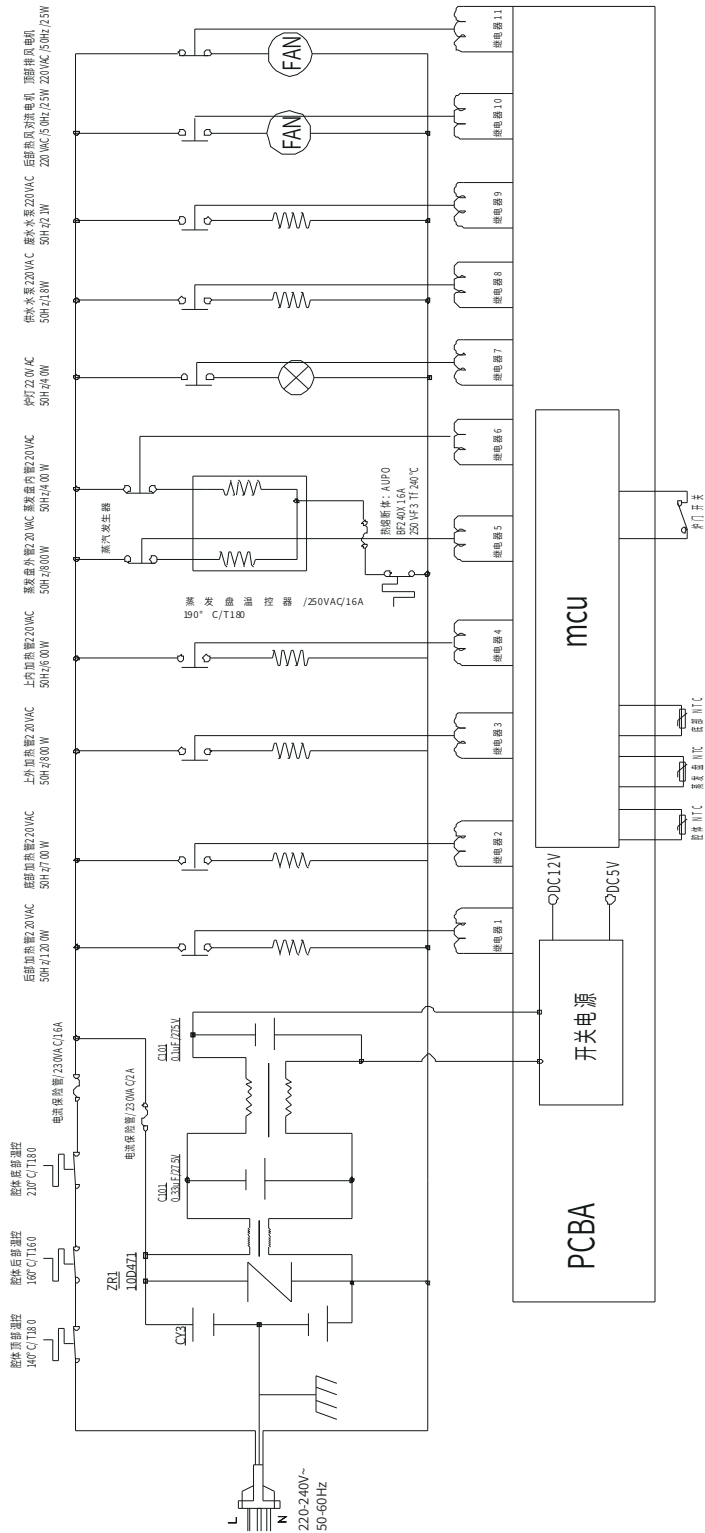 顶部排风电机
220VAC/50Hz/25W
后部热风对流电机
220VAC/50Hz/25W
废水水泵220VAC
50Hz/21W
供水水泵220VAC
50Hz/18W
炉灯220VAC
50Hz/40W
蒸发盘内管220VAC
50Hz/400W
蒸发盘外管220VAC
50Hz/800W
上内加热管220VAC
50Hz/600W
上外加热管220VAC
50Hz/800W
底部加热管220VAC
50Hz/700W
后部加热管220VAC
50Hz/1200W
电流保险管/230VAC/16A
腔体底部温控
210°C/T180
腔体后部温控
160°C/T160
腔体顶部温控
140°C/T180
电流保险管/230VAC/2A
FAN
FAN
蒸汽发生器
蒸发盘温控器/250VAC/16A
190°C/T180
热熔断体：AUPO
BF240X 16A
250V-F3 Tf 240℃
C101
0.1uF/275V
C101
0.33uF/27.5V
ZR1
10D471
CY3
L
N
220-240V~
50-60Hz
继电器11
继电器10
继电器9
继电器8
继电器7
继电器6
继电器5
继电器4
继电器3
继电器2
继电器1
mcu
DC12V
DC5V
开关电源
PCBA
炉门开关
底部 NTC
蒸发盘 NTC
腔体 NTC